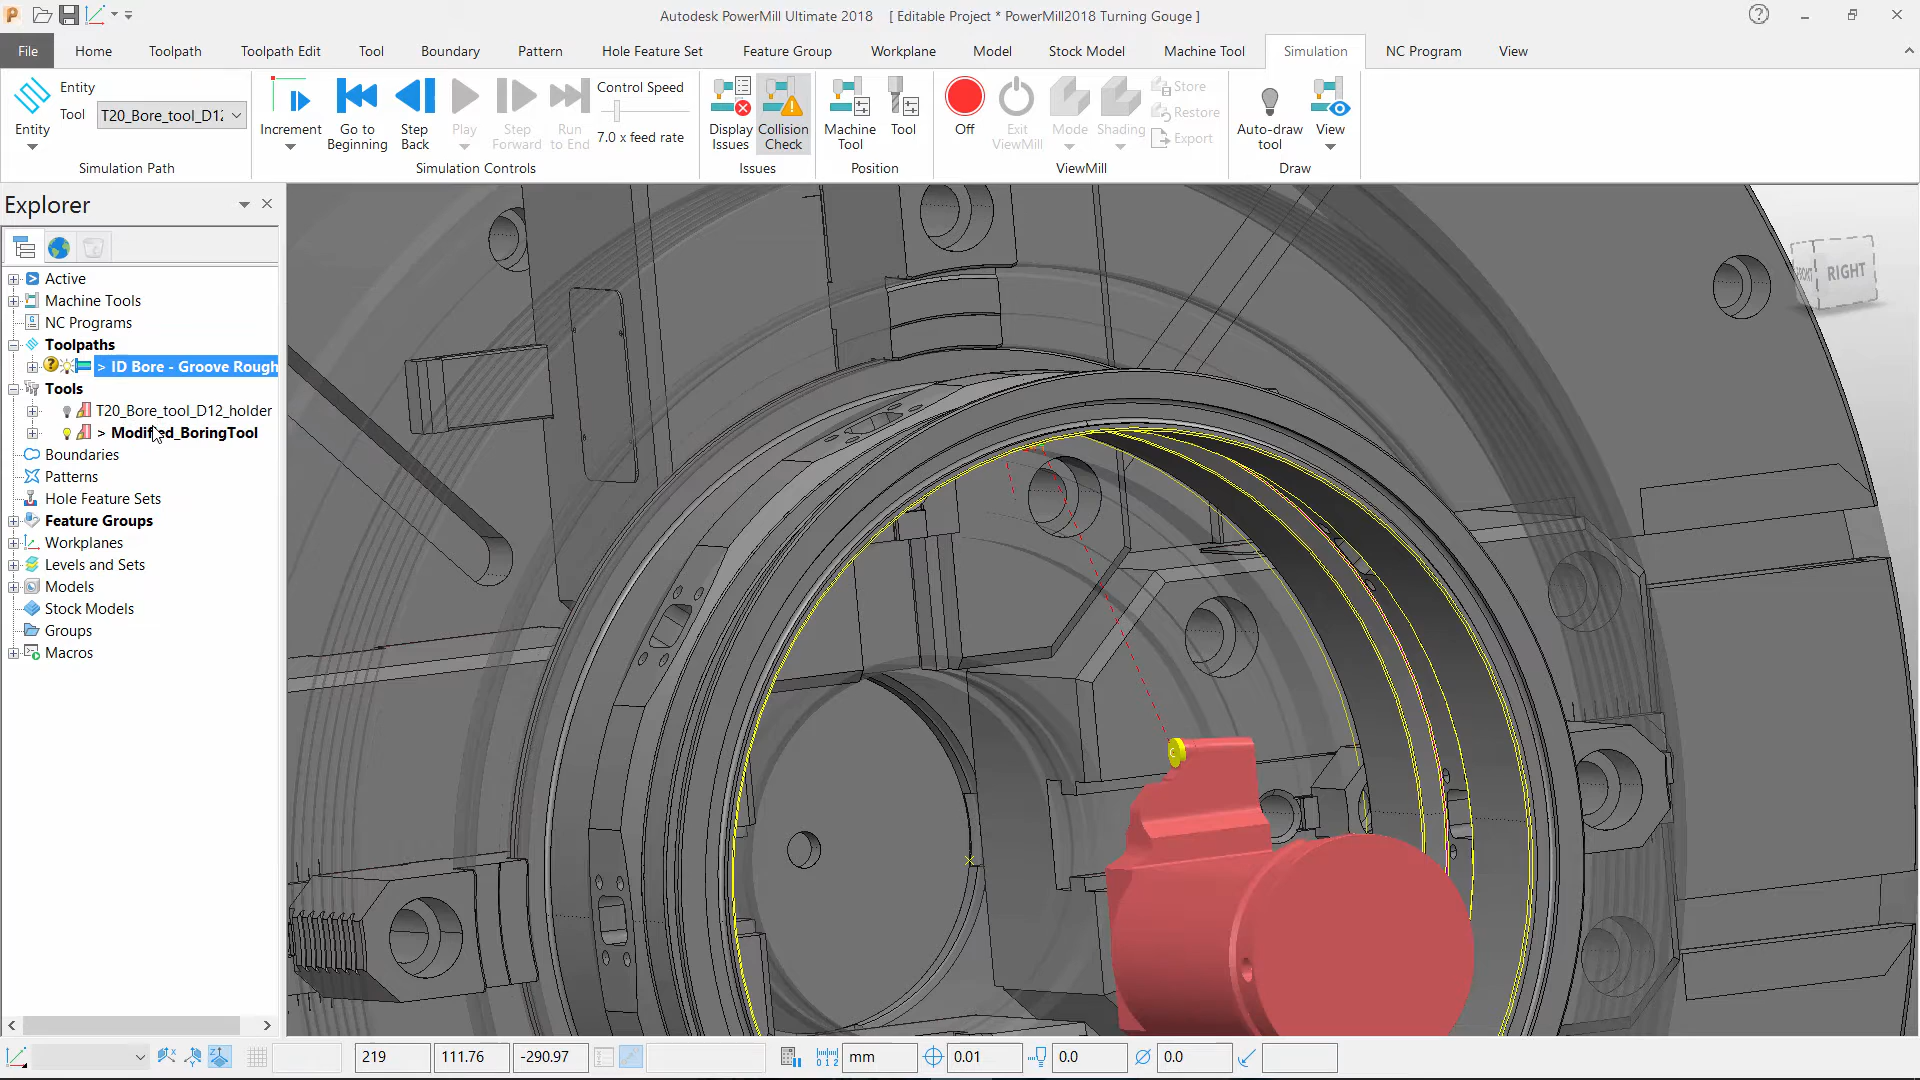 Autodesk PowerMill Ultimate 2018    [ Editable Project * PowerMill2018 Turning Gouge ]
File Home Toolpath Toolpath Edit Tool Boundary Pattern Hole Feature Set Feature Group Workplane Model Stock Model Machine Tool Simulation NC Program View
Entity
Entity
Tool T20_Bore_tool_D12
Simulation Path
Increment
Go to Beginning
Step Back
Play
Step Forward
Run to End
Control Speed
7.0 x feed rate
Simulation Controls
Display Issues
Collision Check
Issues
Machine Tool
Tool
Position
Off
Exit ViewMill
Mode
Shading
Store
Restore
Export
ViewMill
Auto-draw tool
View
Draw
Explorer
Active
Machine Tools
NC Programs
Toolpaths
> ID Bore - Groove Rough
Tools
T20_Bore_tool_D12_holder
> Modified_BoringTool
Boundaries
Patterns
Hole Feature Sets
Feature Groups
Workplanes
Levels and Sets
Models
Stock Models
Groups
Macros
RIGHT
219 111.76 -290.97 mm 0.01 0.0 0.0